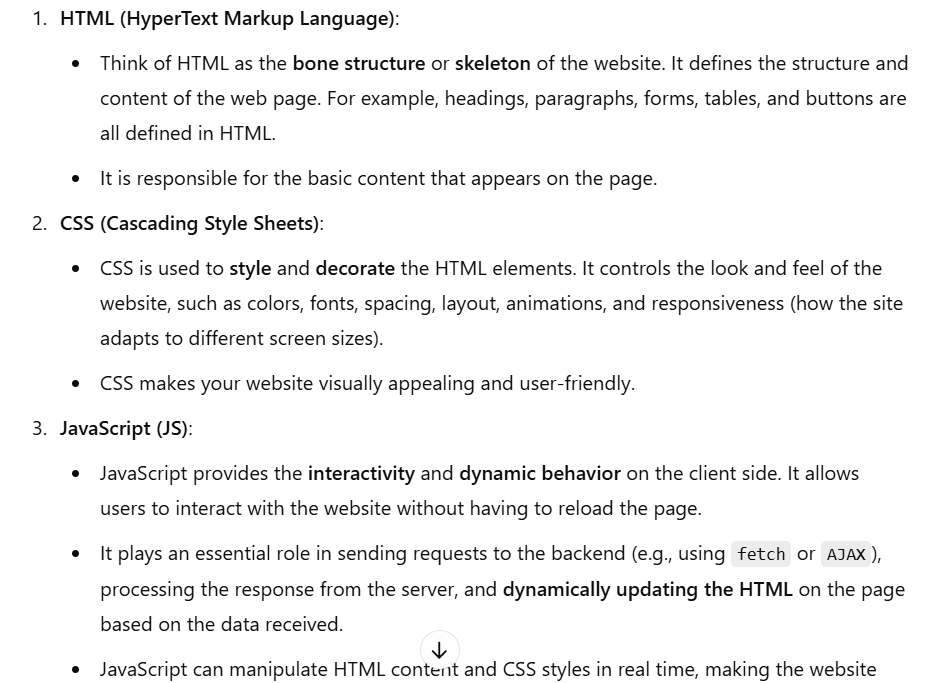 1. HTML (HyperText Markup Language):
• Think of HTML as the bone structure or skeleton of the website. It defines the structure and
content of the web page. For example, headings, paragraphs, forms, tables, and buttons are
all defined in HTML.
• It is responsible for the basic content that appears on the page.
2. CSS (Cascading Style Sheets):
• CSS is used to style and decorate the HTML elements. It controls the look and feel of the
website, such as colors, fonts, spacing, layout, animations, and responsiveness (how the site
adapts to different screen sizes).
• CSS makes your website visually appealing and user-friendly.
3. JavaScript (JS):
• JavaScript provides the interactivity and dynamic behavior on the client side. It allows
users to interact with the website without having to reload the page.
• It plays an essential role in sending requests to the backend (e.g., using fetch or AJAX),
processing the response from the server, and dynamically updating the HTML on the page
based on the data received.
• JavaScript can manipulate HTML content and CSS styles in real time, making the website